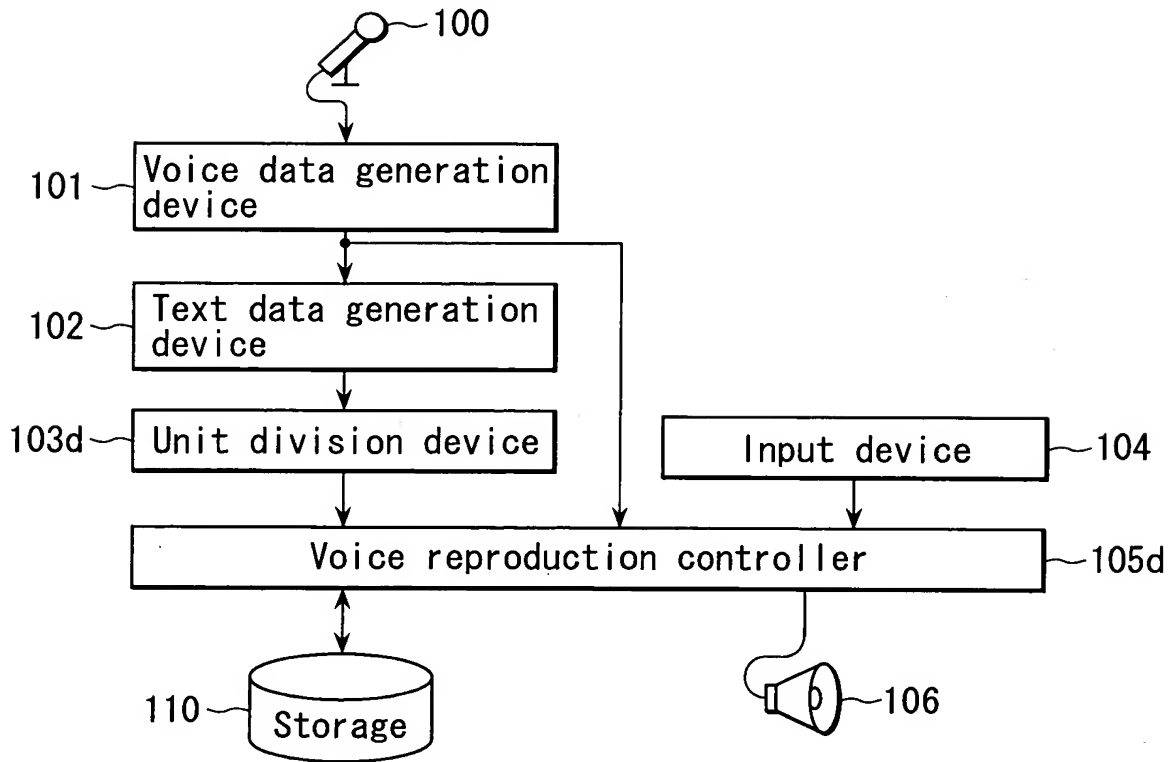 100
101
Voice data generation
device
102
Text data generation
device
103d
Unit division device
Input device
104
Voice reproduction controller
105d
110
Storage
106